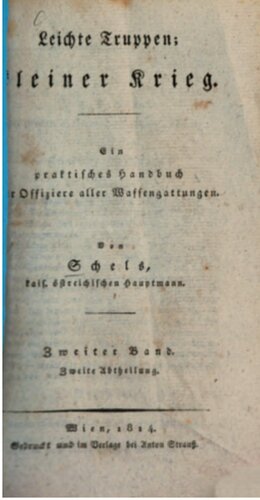 Leichte Truppen;
leiner Krieg.
Ein
praktisches Handbuch
r Offiziere aller Waffengattungen.
Von
Schels,
kais. östreichischen Hauptmann.
Zweiter Band.
Zweite Abtheilung.
Wien, 1814.
Gedruckt und im Verlage bei Anton Strauß.